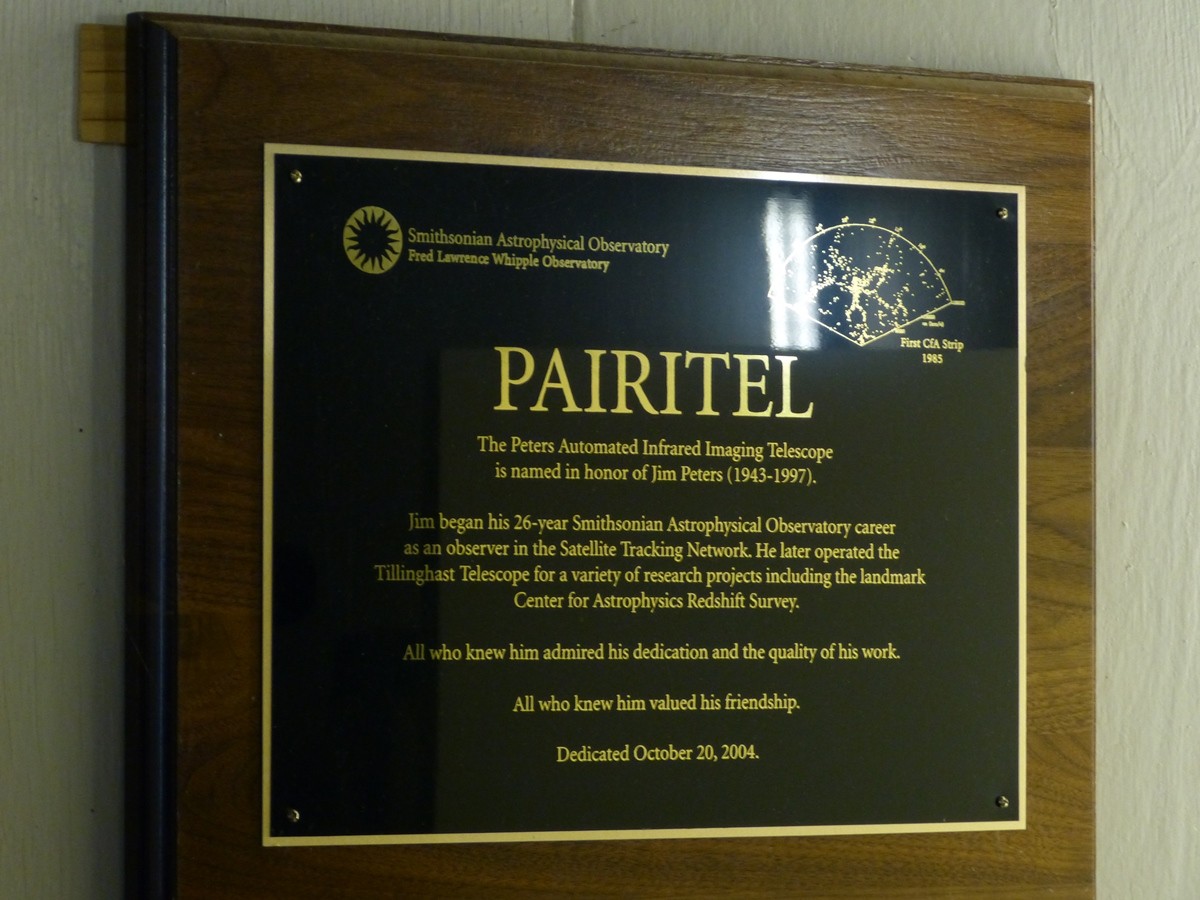 Smithsonian Astrophysical Observatory
Fred Lawrence Whipple Observatory
First CfA Strip
1985
PAIRITEL
The Peters Automated Infrared Imaging Telescope
is named in honor of Jim Peters (1943-1997).
Jim began his 26-year Smithsonian Astrophysical Observatory career
as an observer in the Satellite Tracking Network. He later operated the
Tillinghast Telescope for a variety of research projects including the landmark
Center for Astrophysics Redshift Survey.
All who knew him admired his dedication and the quality of his work.
All who knew him valued his friendship.
Dedicated October 20, 2004.